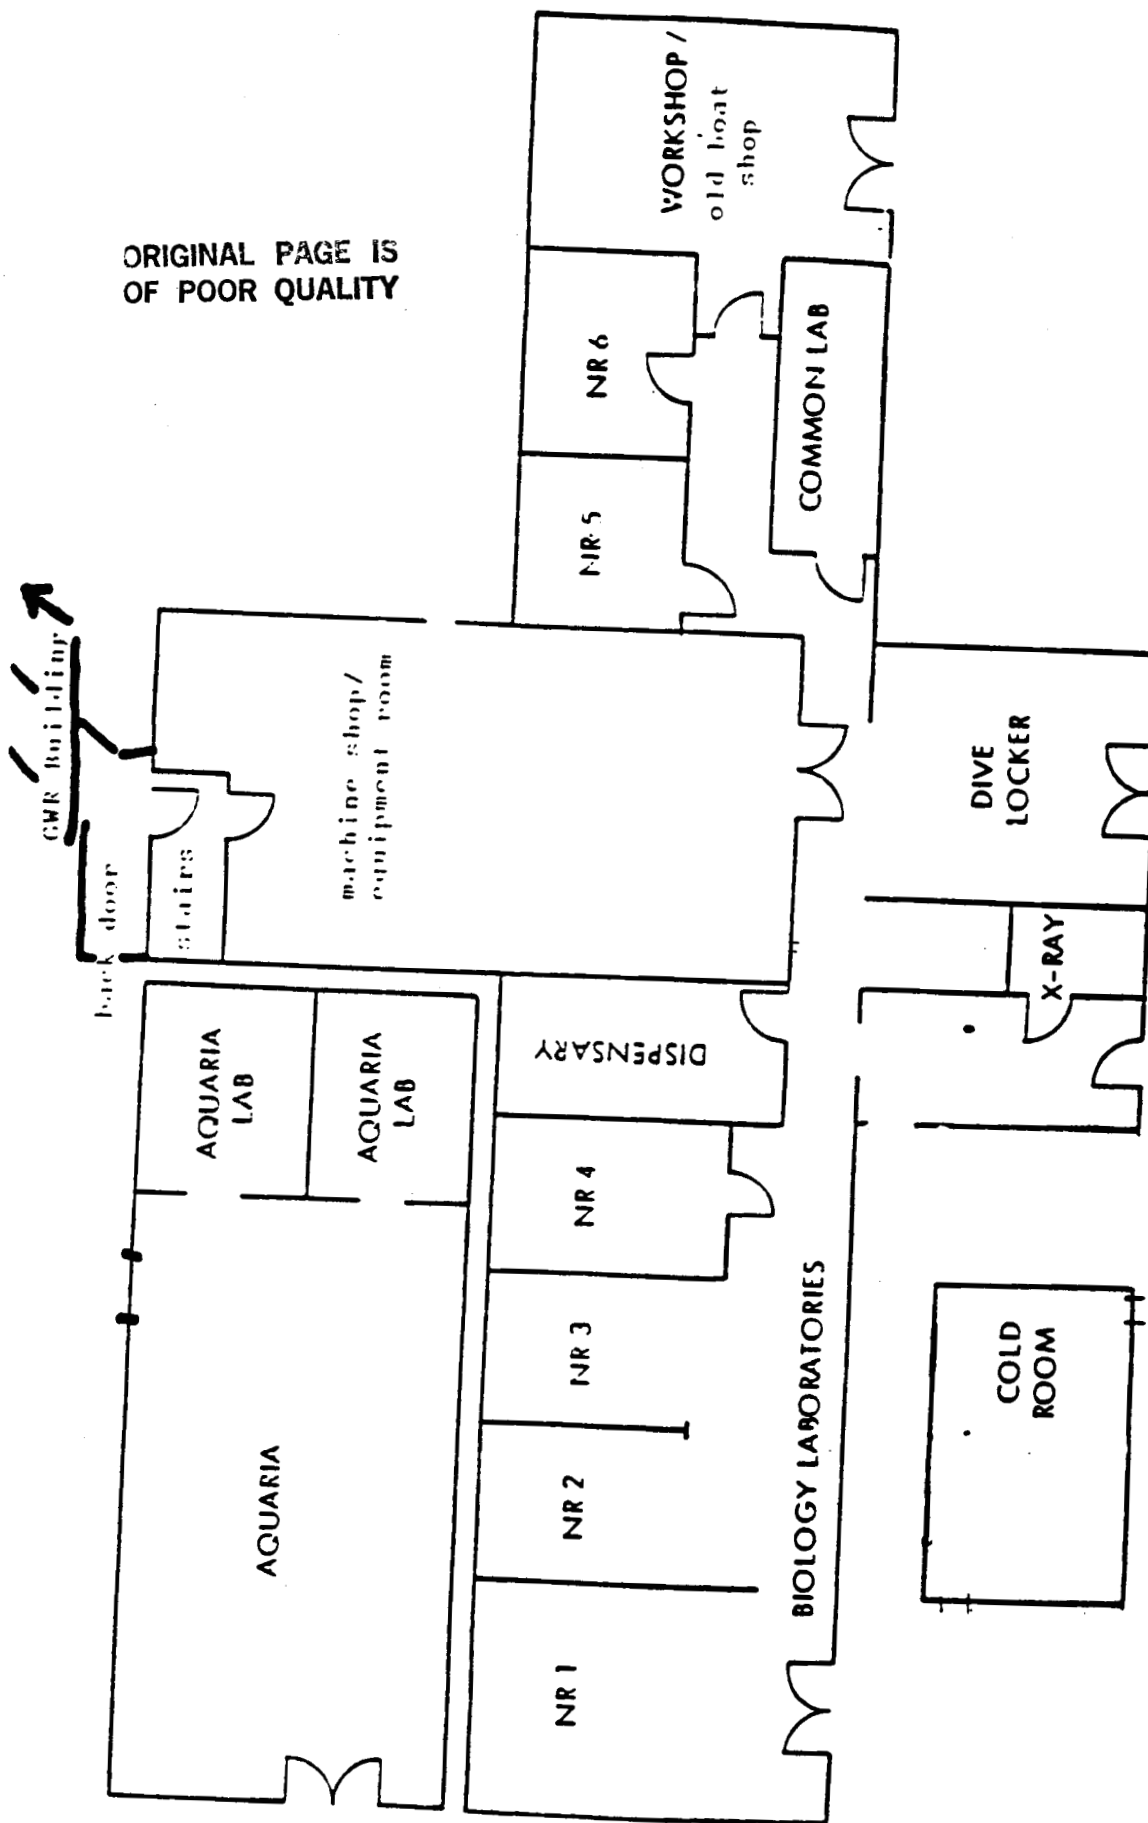 ORIGINAL PAGE IS
OF POOR QUALITY
GWR Building
back door
stairs
machine shop/
equipment room
WORKSHOP/
old boat
shop
NR 6
NR 5
COMMON LAB
DIVE
LOCKER
X-RAY
DISPENSARY
AQUARIA
LAB
AQUARIA
LAB
AQUARIA
NR 4
NR 3
NR 2
NR 1
BIOLOGY LABORATORIES
COLD
ROOM